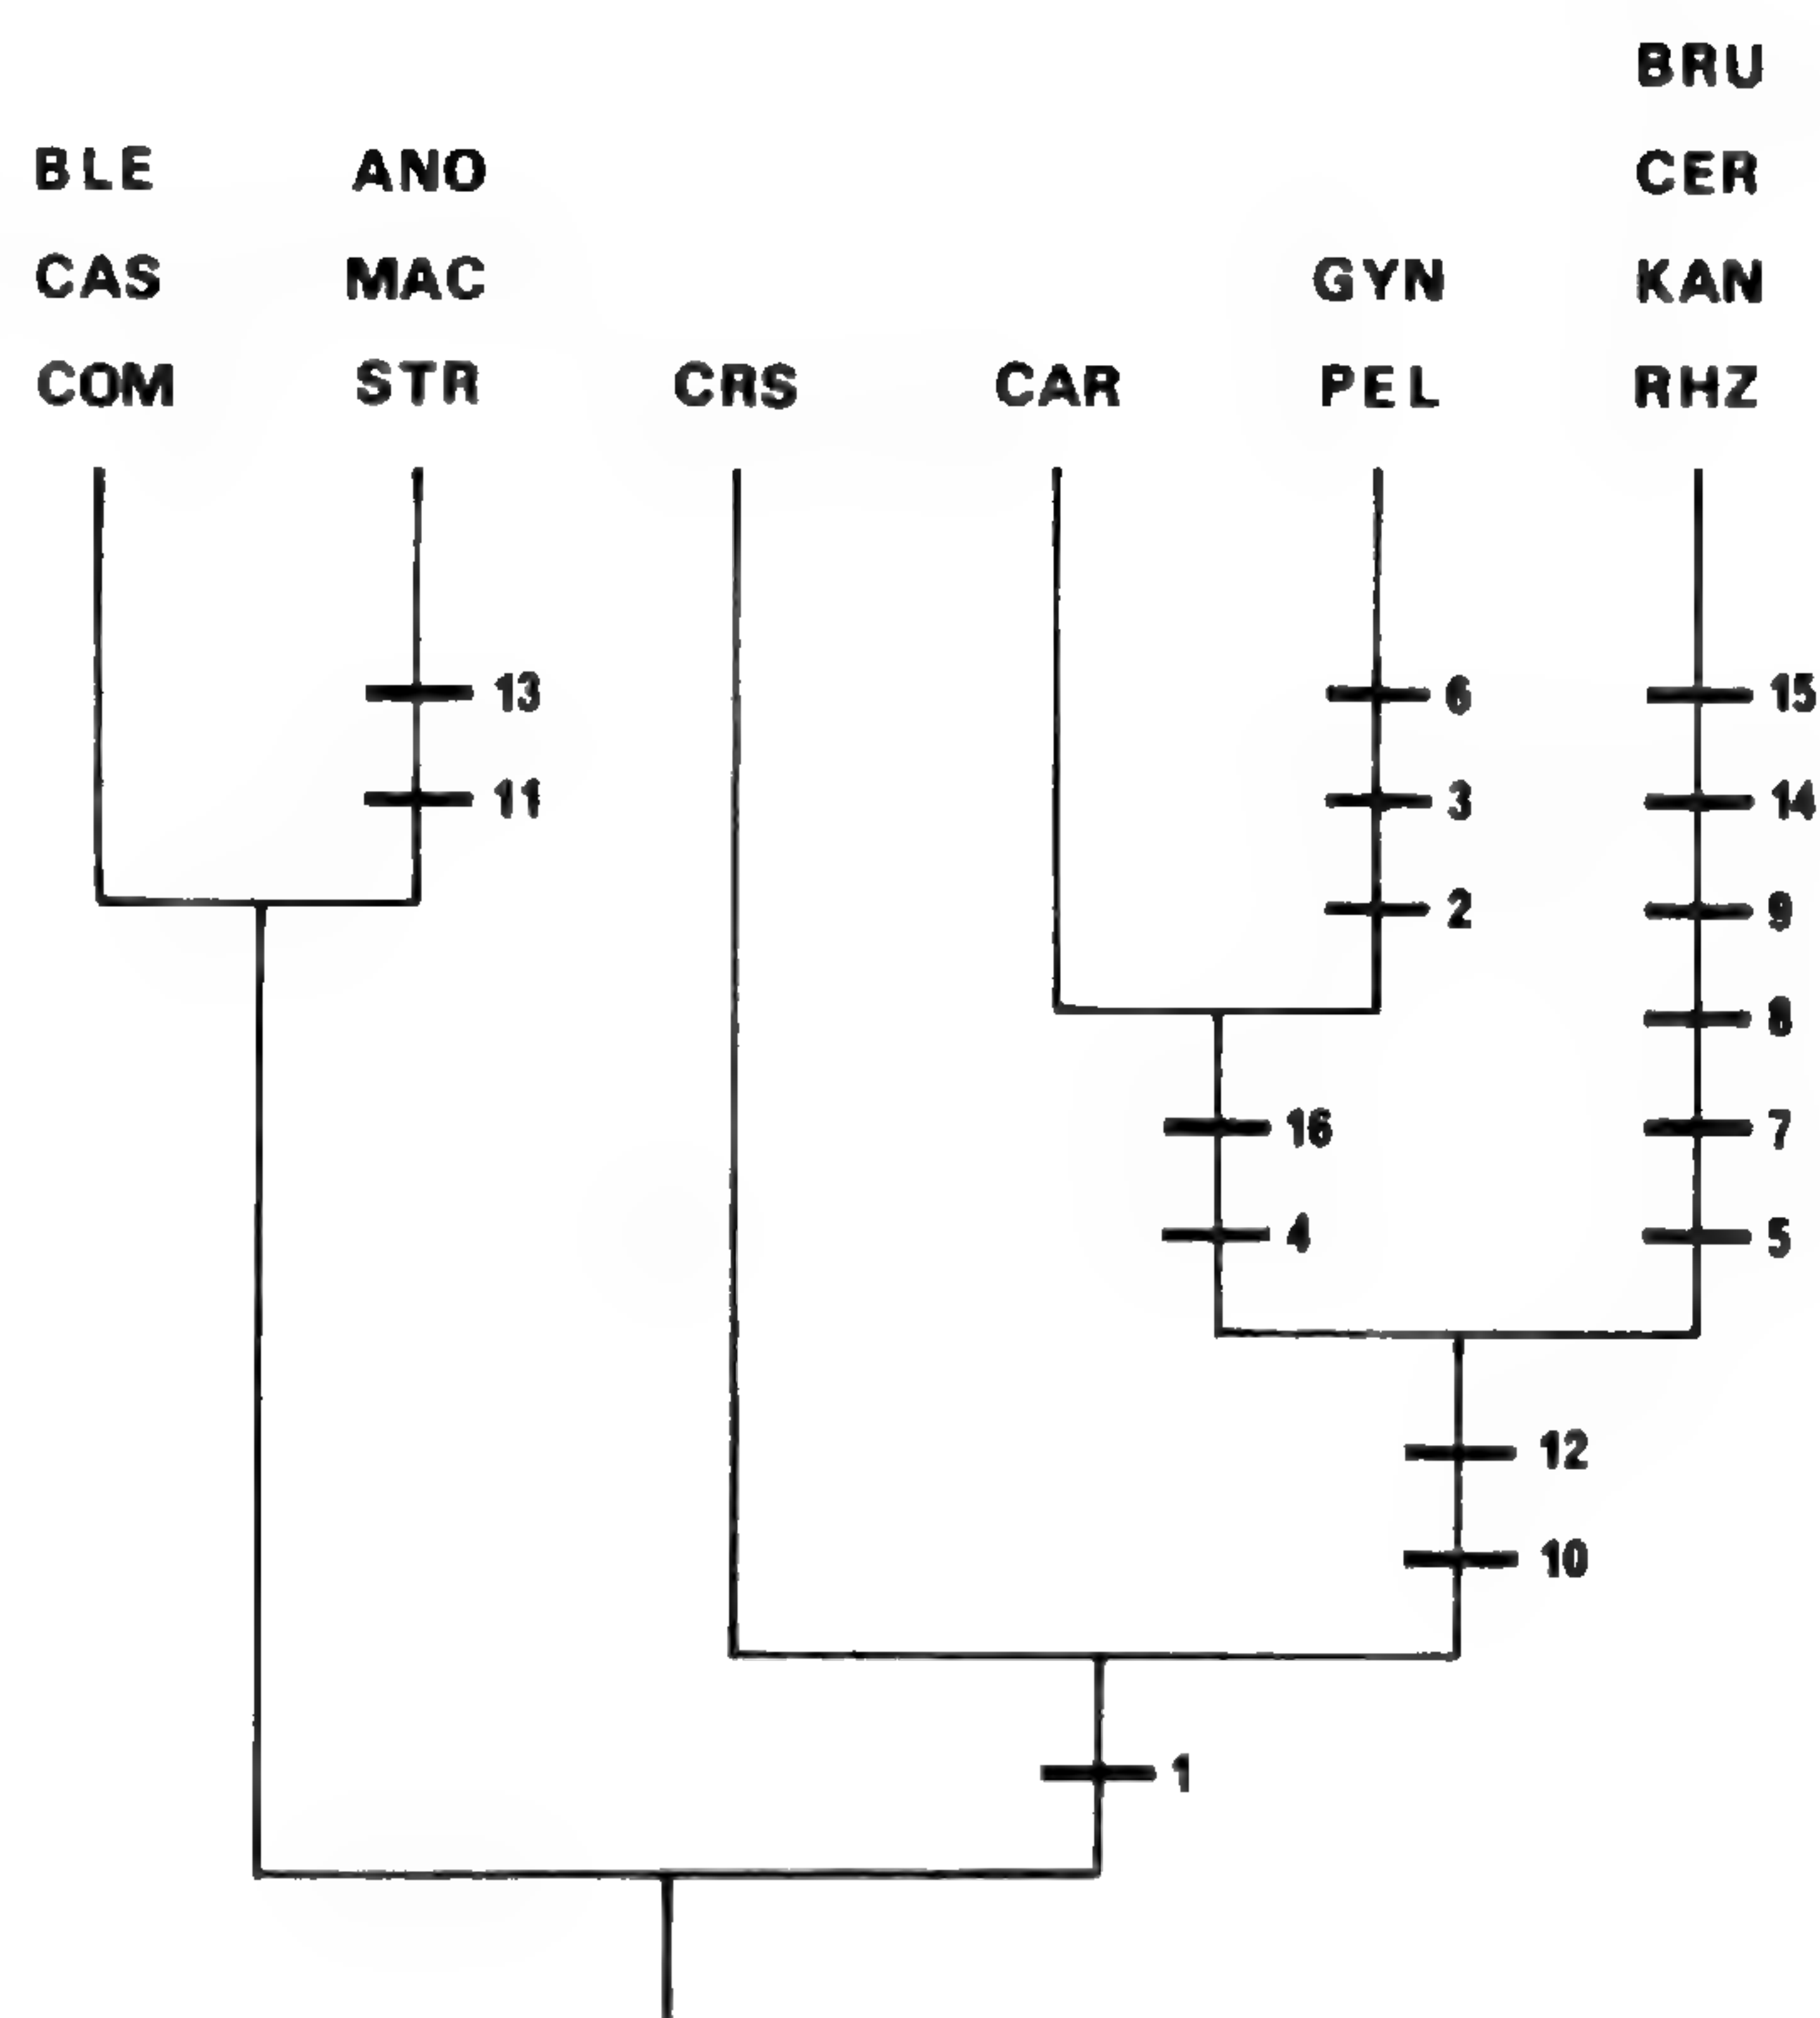 BRU
BLE ANO CER
CAS MAC GYN KAN
COM STR CRS CAR PEL RHZ
13 6 15
11 3 14
2 9
8
16 7
4 5
12
10
1